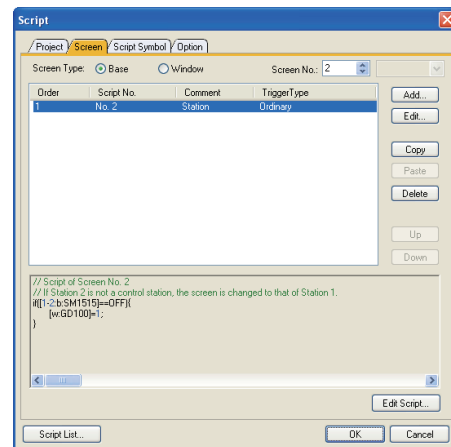 Script
Project Screen Script Symbol Option
Screen Type: Base Window Screen No.: 2
Order Script No. Comment TriggerType
1 No. 2 Station Ordinary
Add...
Edit...
Copy
Paste
Delete
Up
Down
// Script of Screen No. 2
// If Station 2 is not a control station, the screen is changed to that of Station 1.
if([1-2:b:SM1515]==OFF){
[w:GD100]=1;
}
Edit Script...
Script List... OK Cancel